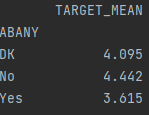 TARGET_MEAN
ABANY
DK 4.095
No 4.442
Yes 3.615